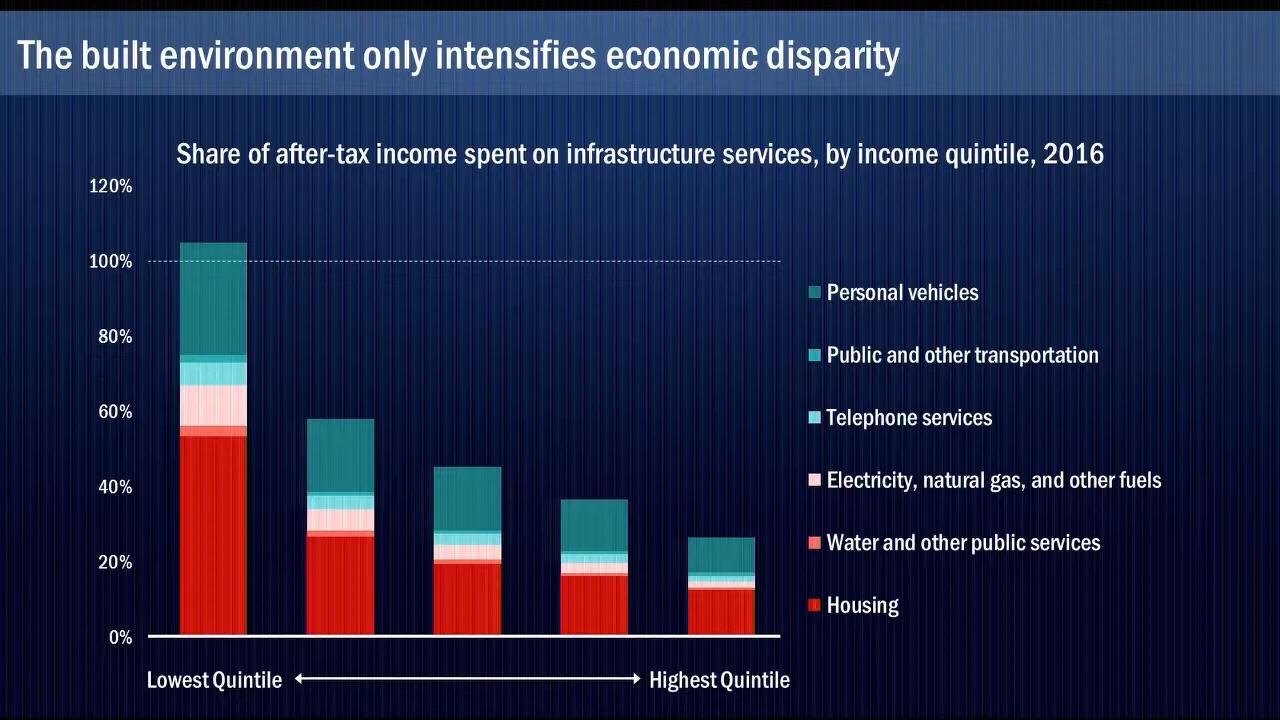 The built environment only intensifies economic disparity
Share of after-tax income spent on infrastructure services, by income quintile, 2016
120%
100%
80%
60%
40%
20%
0%
Personal vehicles
Public and other transportation
Telephone services
Electricity, natural gas, and other fuels
Water and other public services
Housing
Lowest Quintile
Highest Quintile